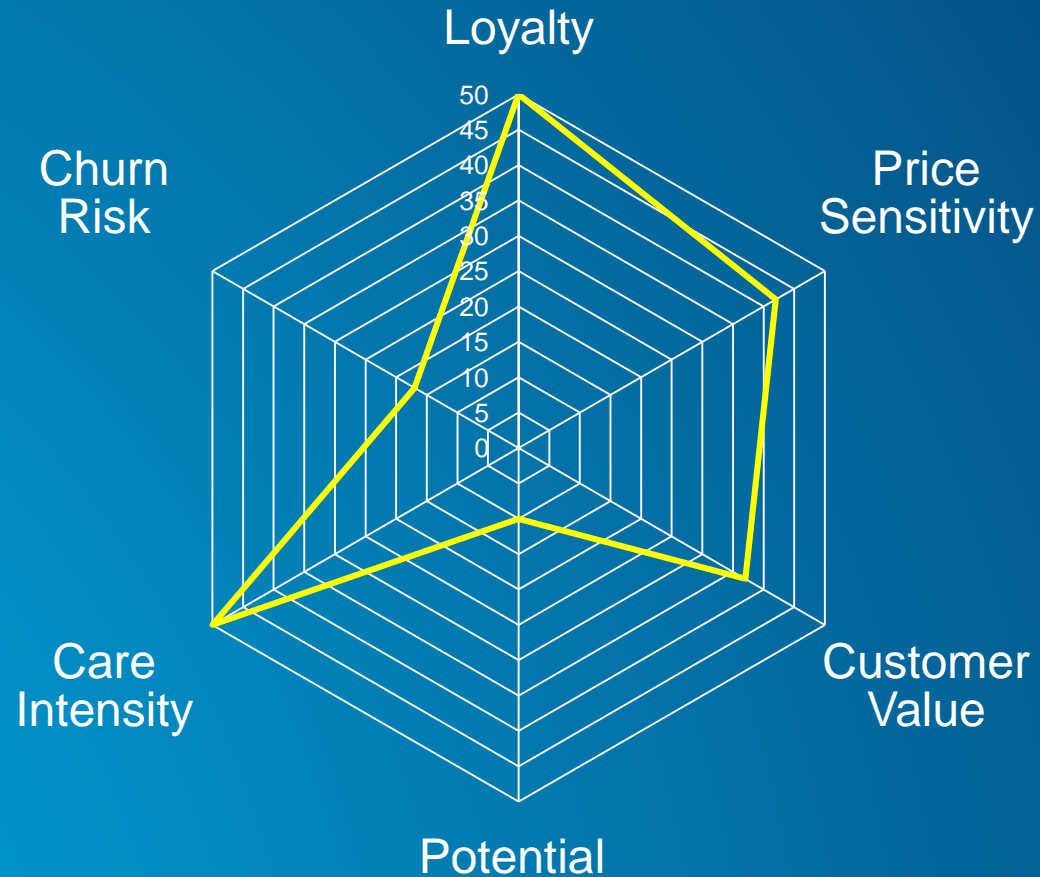 Loyalty
Churn
Risk
Price
Sensitivity
50
45
40
35
30
25
20
15
10
5
0
Care
Intensity
Customer
Value
Potential